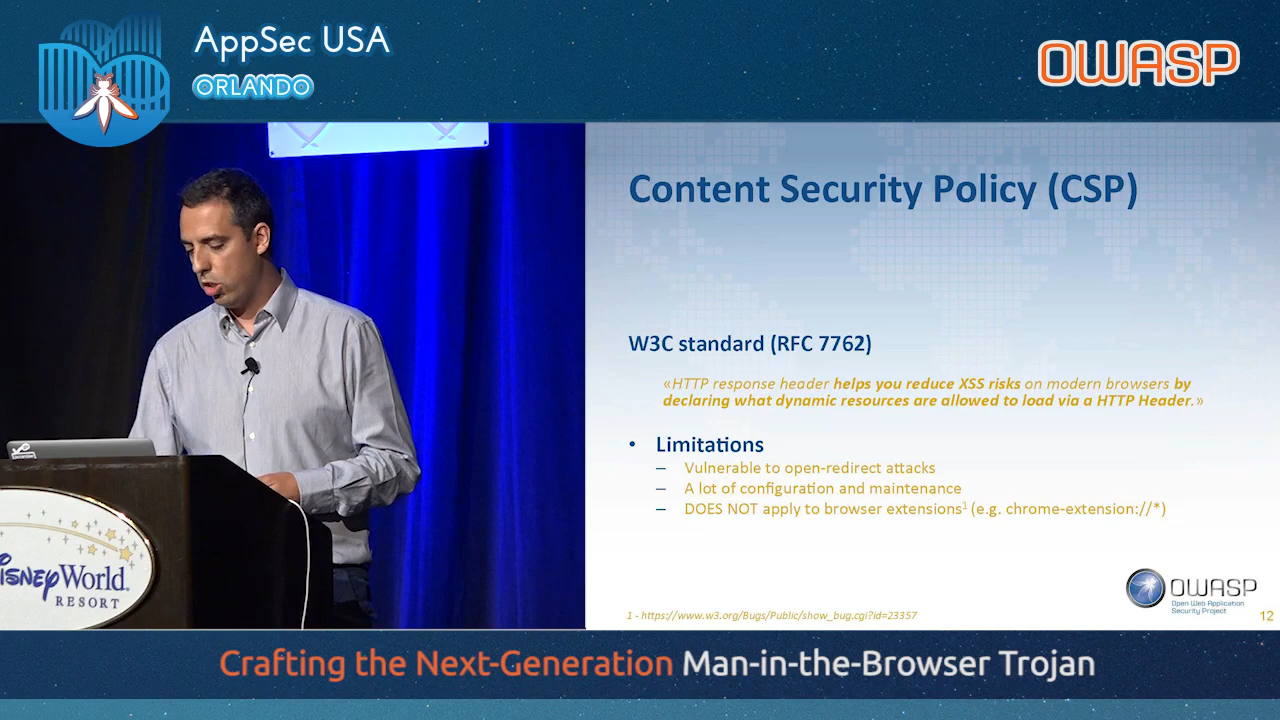 AppSec USA
ORLANDO
OWASP
Content Security Policy (CSP)
W3C standard (RFC 7762)
«HTTP response header helps you reduce XSS risks on modern browsers by
declaring what dynamic resources are allowed to load via a HTTP Header.»
• Limitations
– Vulnerable to open-redirect attacks
– A lot of configuration and maintenance
– DOES NOT apply to browser extensions¹ (e.g. chrome-extension://*)
OWASP
Open Web Application
Security Project
1 - https://www.w3.org/Bugs/Public/show_bug.cgi?id=23357
12
World
RESORT
Crafting the Next-Generation Man-in-the-Browser Trojan